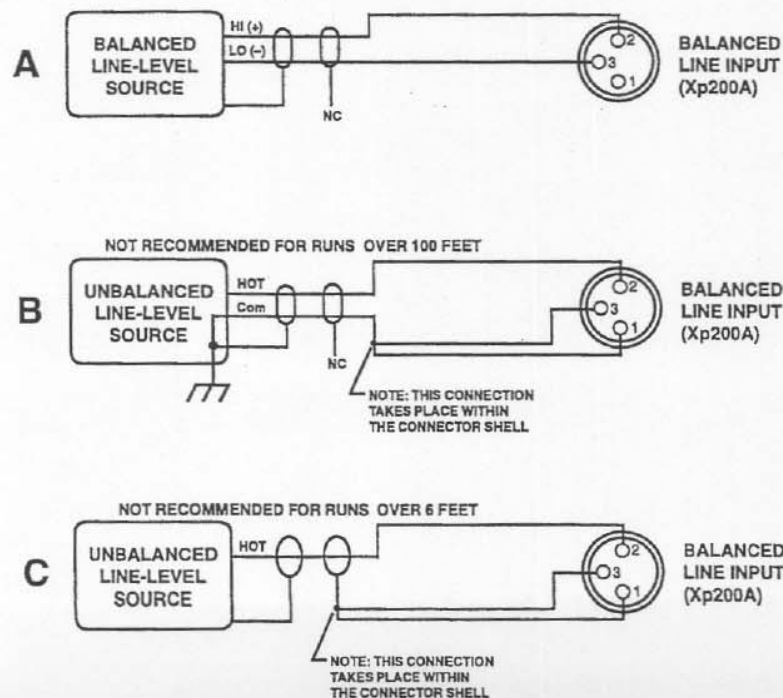 A
BALANCED
LINE-LEVEL
SOURCE
HI (+)
LO (–)
NC
2
3
1
BALANCED
LINE INPUT
(Xp200A)
NOT RECOMMENDED FOR RUNS OVER 100 FEET
B
UNBALANCED
LINE-LEVEL
SOURCE
HOT
Com
NC
NOTE: THIS CONNECTION
TAKES PLACE WITHIN
THE CONNECTOR SHELL
2
3
1
BALANCED
LINE INPUT
(Xp200A)
NOT RECOMMENDED FOR RUNS OVER 6 FEET
C
UNBALANCED
LINE-LEVEL
SOURCE
HOT
NOTE: THIS CONNECTION
TAKES PLACE WITHIN
THE CONNECTOR SHELL
2
3
1
BALANCED
LINE INPUT
(Xp200A)